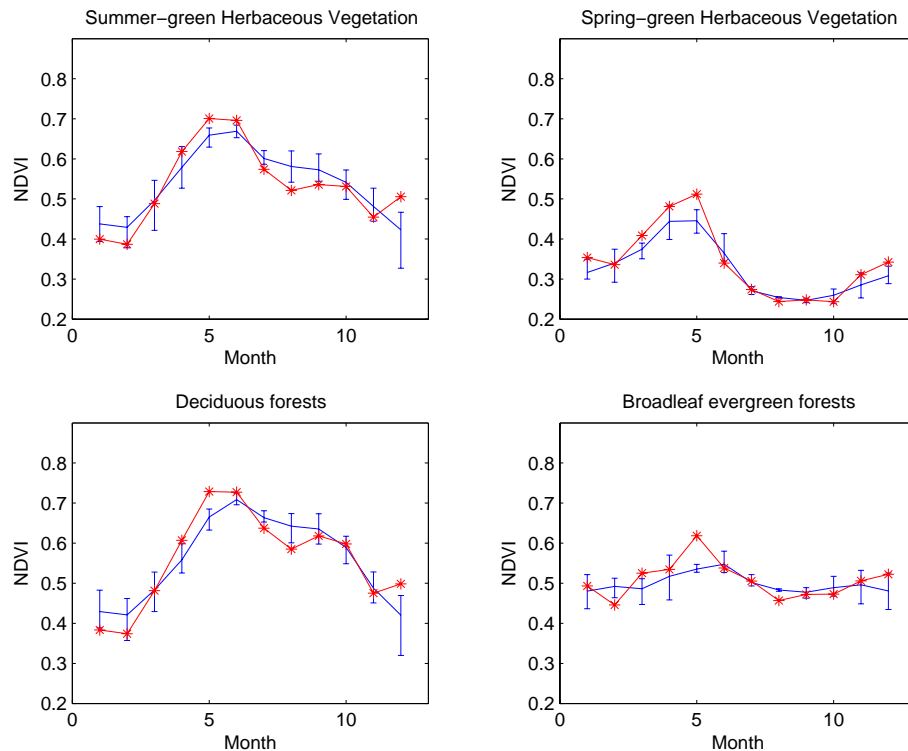 Summer−green Herbaceous Vegetation
0.8
0.7
0.6
0.5
0.4
0.3
0.2
NDVI
0 5 10
Month
Spring−green Herbaceous Vegetation
0.8
0.7
0.6
0.5
0.4
0.3
0.2
NDVI
0 5 10
Month
Deciduous forests
0.8
0.7
0.6
0.5
0.4
0.3
0.2
NDVI
0 5 10
Month
Broadleaf evergreen forests
0.8
0.7
0.6
0.5
0.4
0.3
0.2
NDVI
0 5 10
Month